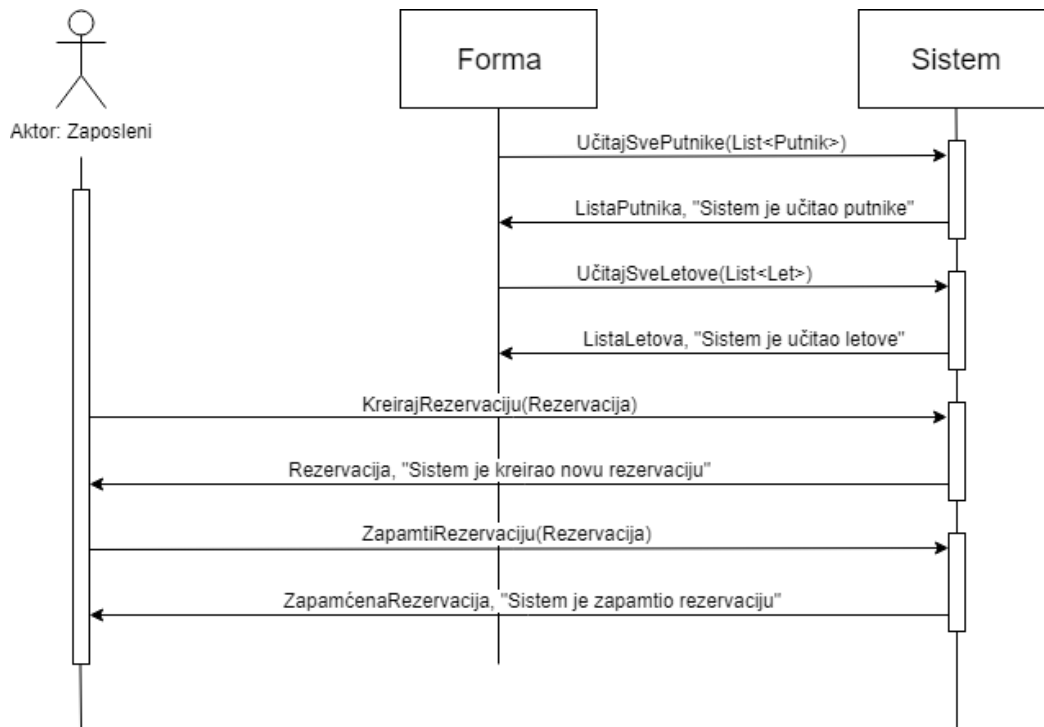 Forma
Sistem
Aktor: Zaposleni
UčitajSvePutnike(List<Putnik>)
ListaPutnika, "Sistem je učitao putnike"
UčitajSveLetove(List<Let>)
ListaLetova, "Sistem je učitao letove"
KreirajRezervaciju(Rezervacija)
Rezervacija, "Sistem je kreirao novu rezervaciju"
ZapamtiRezervaciju(Rezervacija)
ZapamćenaRezervacija, "Sistem je zapamtio rezervaciju"